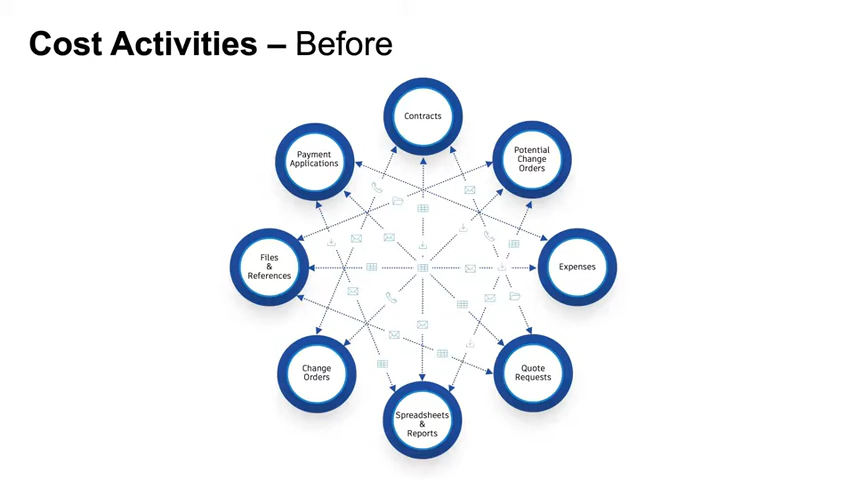 Cost Activities – Before
Contracts
Payment
Applications
Potential
Change
Orders
Files
&
References
Expenses
Change
Orders
Quote
Requests
Spreadsheets
&
Reports